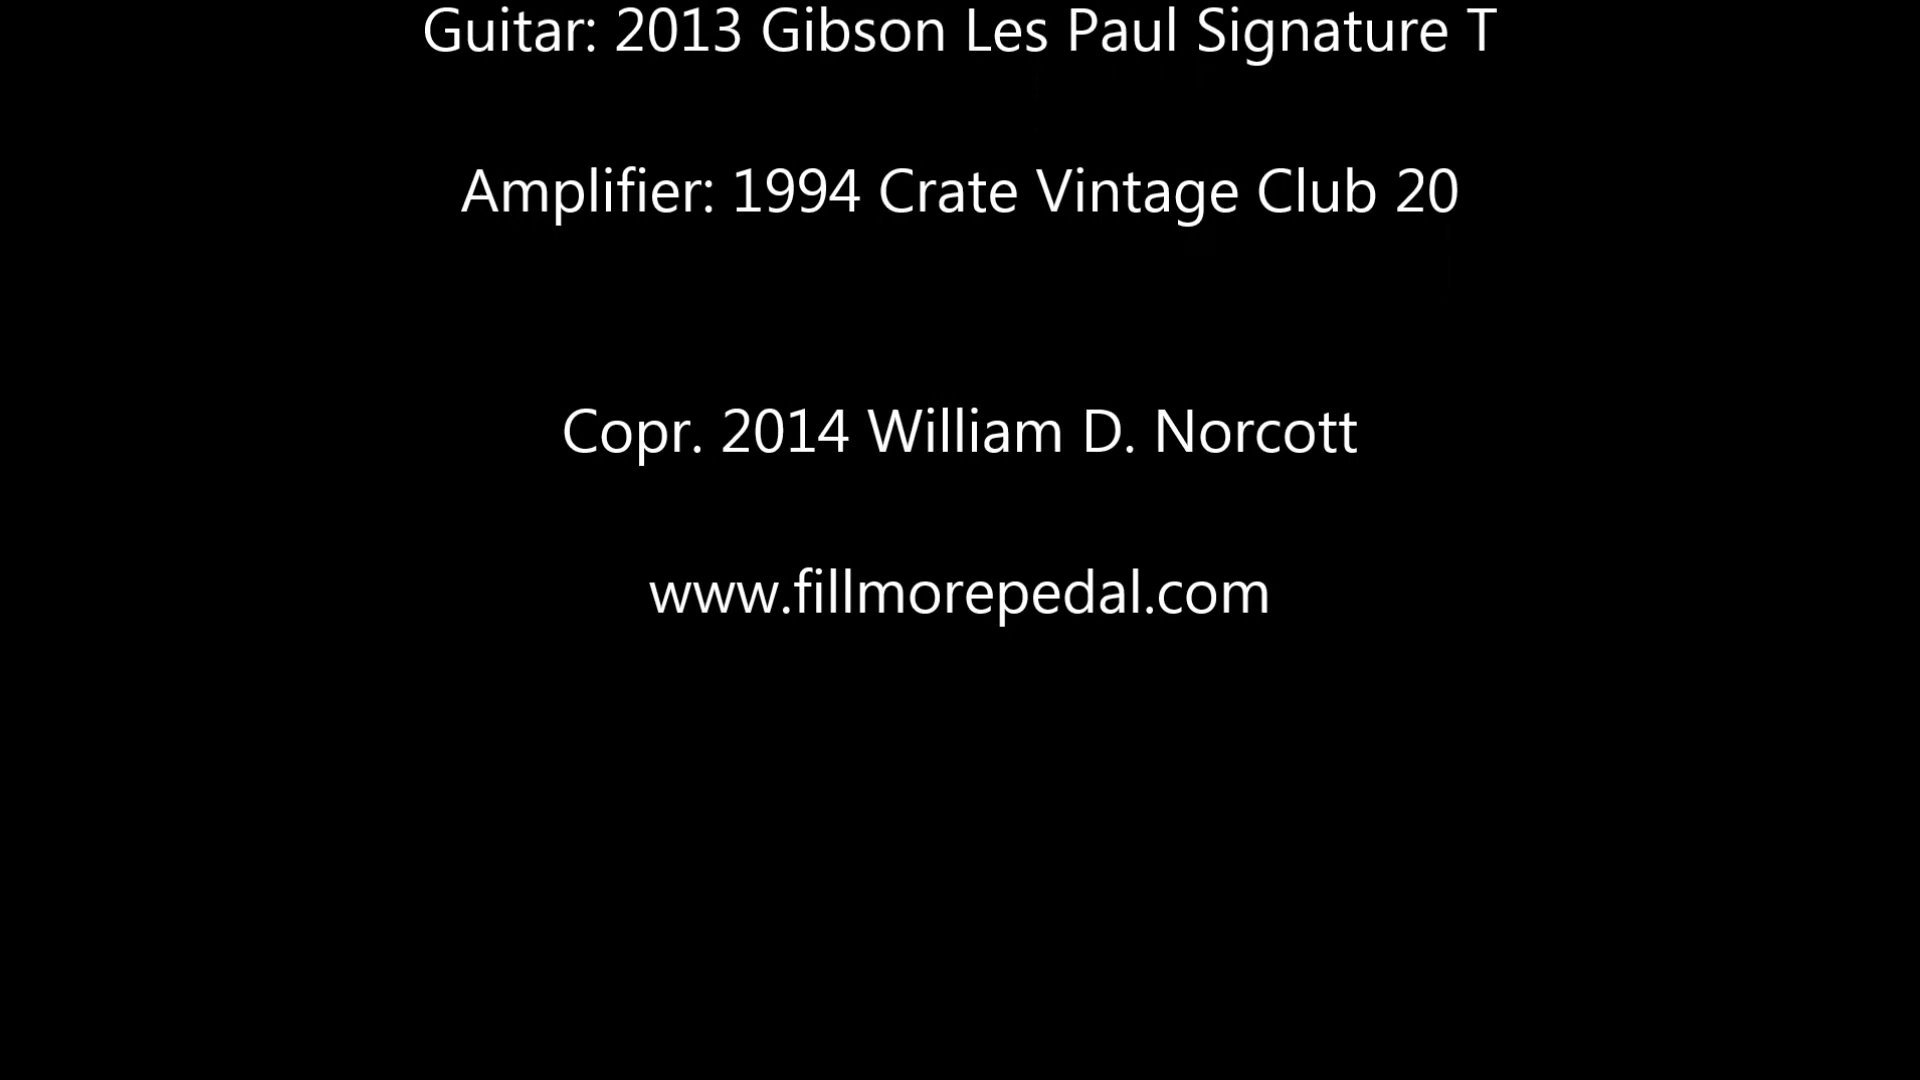 Guitar: 2013 Gibson Les Paul Signature T
Amplifier: 1994 Crate Vintage Club 20
Copr. 2014 William D. Norcott
www.fillmorepedal.com